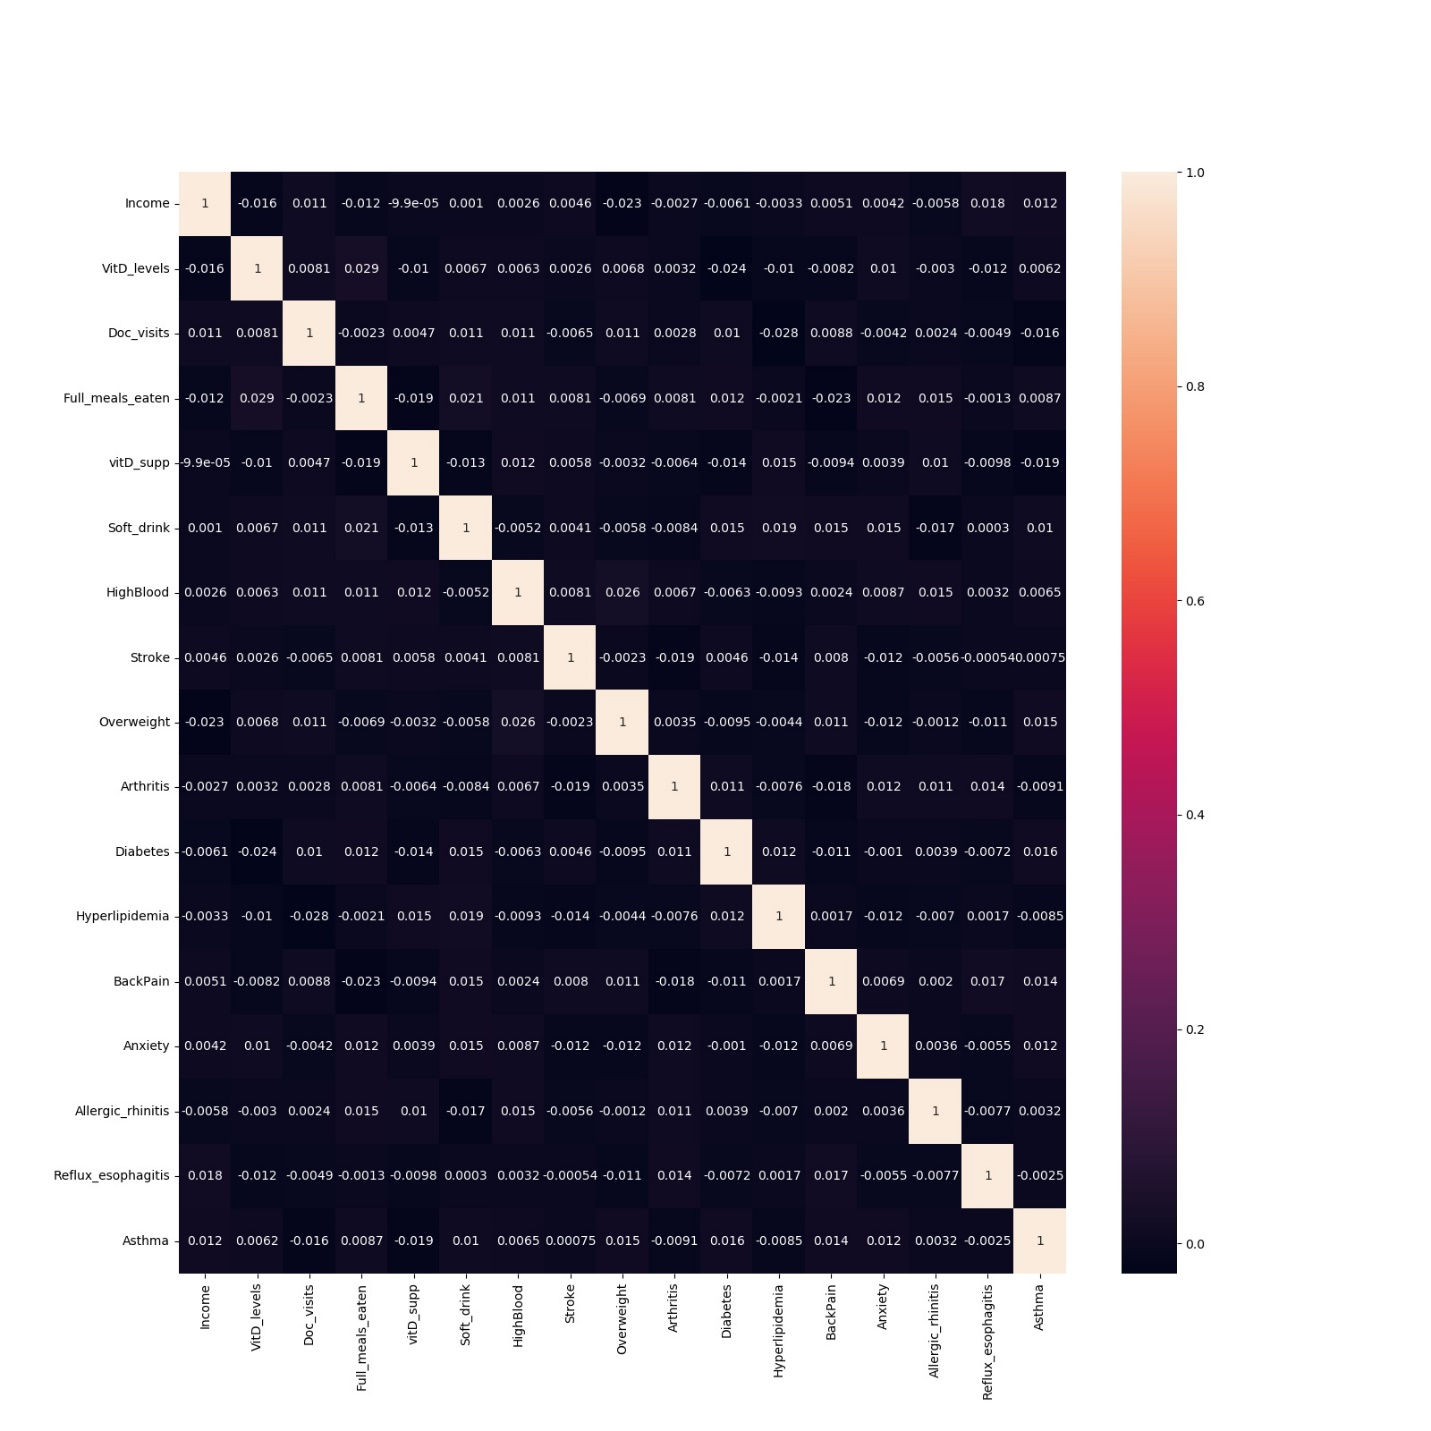 Income 1 -0.016 0.011 -0.012 -9.9e-05 0.001 0.0026 0.0046 -0.023 -0.0027 -0.0061 -0.0033 0.0051 0.0042 -0.0058 0.018 0.012
VitD_levels -0.016 1 0.0081 0.029 -0.01 0.0067 0.0063 0.0026 0.0068 0.0032 -0.024 -0.01 -0.0082 0.01 -0.003 -0.012 0.0062
Doc_visits 0.011 0.0081 1 -0.0023 0.0047 0.011 0.011 -0.0065 0.011 0.0028 0.01 -0.028 0.0088 -0.0042 0.0024 -0.0049 -0.016
Full_meals_eaten -0.012 0.029 -0.0023 1 -0.019 0.021 0.011 0.0081 -0.0069 0.0081 0.012 -0.0021 -0.023 0.012 0.015 -0.0013 0.0087
vitD_supp -9.9e-05 -0.01 0.0047 -0.019 1 -0.013 0.012 0.0058 -0.0032 -0.0064 -0.014 0.015 -0.0094 0.0039 0.01 -0.0098 -0.019
Soft_drink 0.001 0.0067 0.011 0.021 -0.013 1 -0.0052 0.0041 -0.0058 -0.0084 0.015 0.019 0.015 0.015 -0.017 0.0003 0.01
HighBlood 0.0026 0.0063 0.011 0.011 0.012 -0.0052 1 0.0081 0.026 0.0067 -0.0063 -0.0093 0.0024 0.0087 0.015 0.0032 0.0065
Stroke 0.0046 0.0026 -0.0065 0.0081 0.0058 0.0041 0.0081 1 -0.0023 -0.019 0.0046 -0.014 0.008 -0.012 -0.0056 -0.00054 0.00075
Overweight -0.023 0.0068 0.011 -0.0069 -0.0032 -0.0058 0.026 -0.0023 1 0.0035 -0.0095 -0.0044 0.011 -0.012 -0.0012 -0.011 0.015
Arthritis -0.0027 0.0032 0.0028 0.0081 -0.0064 -0.0084 0.0067 -0.019 0.0035 1 0.011 -0.0076 -0.018 0.012 0.011 0.014 -0.0091
Diabetes -0.0061 -0.024 0.01 0.012 -0.014 0.015 -0.0063 0.0046 -0.0095 0.011 1 0.012 -0.011 -0.001 0.0039 -0.0072 0.016
Hyperlipidemia -0.0033 -0.01 -0.028 -0.0021 0.015 0.019 -0.0093 -0.014 -0.0044 -0.0076 0.012 1 0.0017 -0.012 -0.007 0.0017 -0.0085
BackPain 0.0051 -0.0082 0.0088 -0.023 -0.0094 0.015 0.0024 0.008 0.011 -0.018 -0.011 0.0017 1 0.0069 0.002 0.017 0.014
Anxiety 0.0042 0.01 -0.0042 0.012 0.0039 0.015 0.0087 -0.012 -0.012 0.012 -0.001 -0.012 0.0069 1 0.0036 -0.0055 0.012
Allergic_rhinitis -0.0058 -0.003 0.0024 0.015 0.01 -0.017 0.015 -0.0056 -0.0012 0.011 0.0039 -0.007 0.002 0.0036 1 -0.0077 0.0032
Reflux_esophagitis 0.018 -0.012 -0.0049 -0.0013 -0.0098 0.0003 0.0032 -0.00054 -0.011 0.014 -0.0072 0.0017 0.017 -0.0055 -0.0077 1 -0.0025
Asthma 0.012 0.0062 -0.016 0.0087 -0.019 0.01 0.0065 0.00075 0.015 -0.0091 0.016 -0.0085 0.014 0.012 0.0032 -0.0025 1
Income
VitD_levels
Doc_visits
Full_meals_eaten
vitD_supp
Soft_drink
HighBlood
Stroke
Overweight
Arthritis
Diabetes
Hyperlipidemia
BackPain
Anxiety
Allergic_rhinitis
Reflux_esophagitis
Asthma
1.0
0.8
0.6
0.4
0.2
0.0